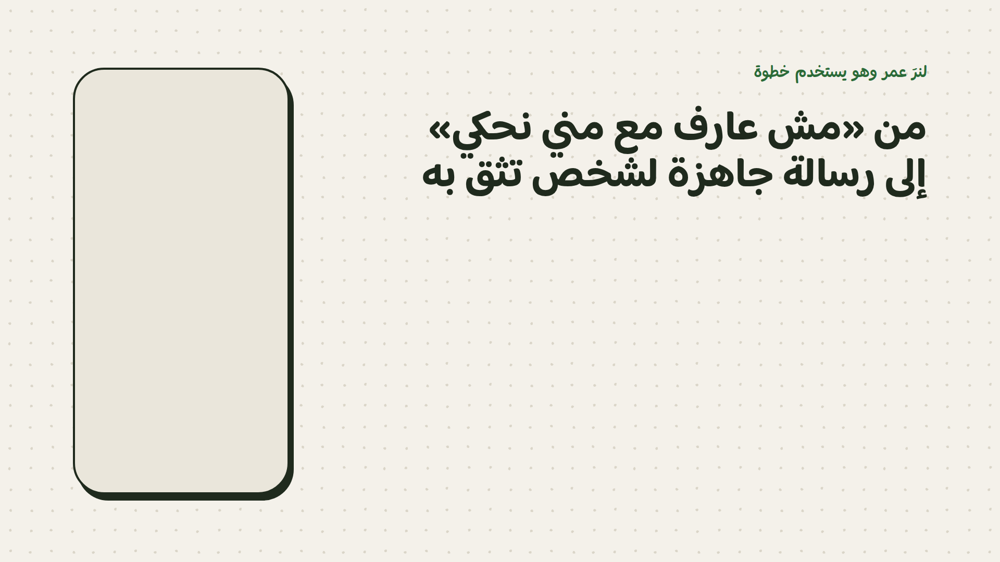 لنرَ عمر وهو يستخدم خطوة
من «مش عارف مع مني نحكي»
إلى رسالة جاهزة لشخص تثق به